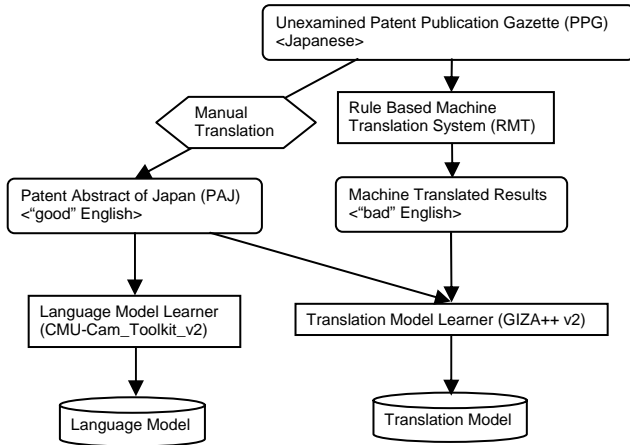 Unexamined Patent Publication Gazette (PPG)
<Japanese>
Manual
Translation
Rule Based Machine
Translation System (RMT)
Patent Abstract of Japan (PAJ)
<“good” English>
Machine Translated Results
<“bad” English>
Language Model Learner
(CMU-Cam_Toolkit_v2)
Translation Model Learner (GIZA++ v2)
Language Model
Translation Model